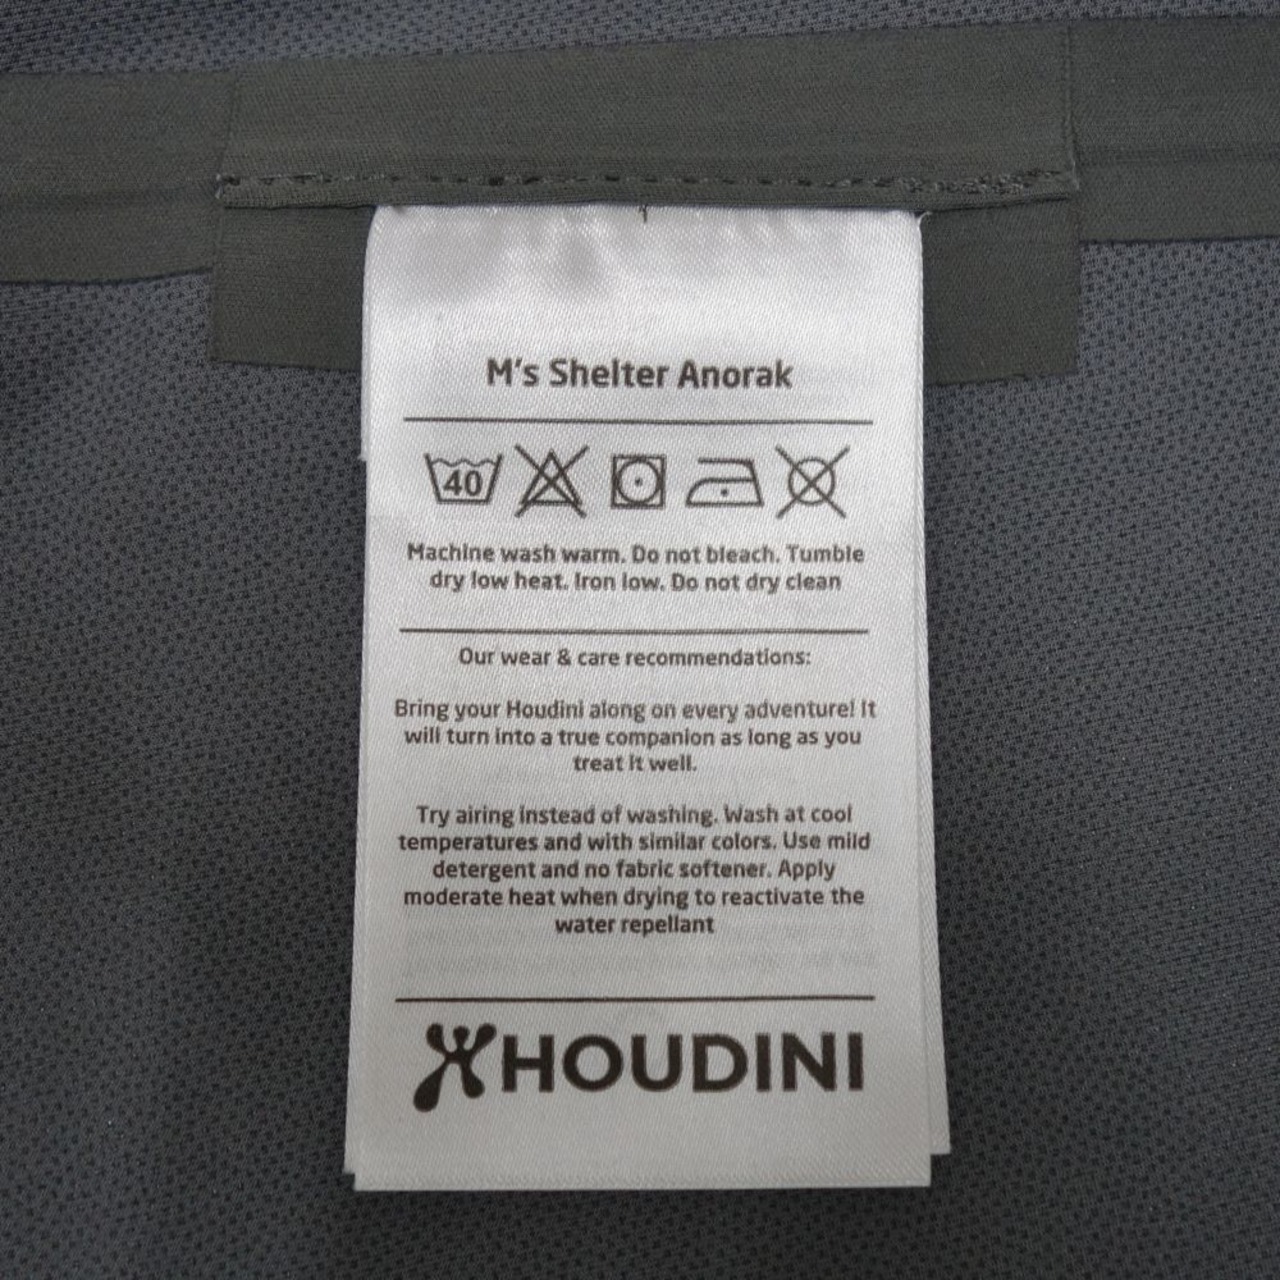 M's Shelter Anorak
40
Machine wash warm. Do not bleach. Tumble
dry low heat. Iron low. Do not dry clean
Our wear & care recommendations:
Bring your Houdini along on every adventure! It
will turn into a true companion as long as you
treat it well.
Try airing instead of washing. Wash at cool
temperatures and with similar colors. Use mild
detergent and no fabric softener. Apply
moderate heat when drying to reactivate the
water repellant
HOUDINI